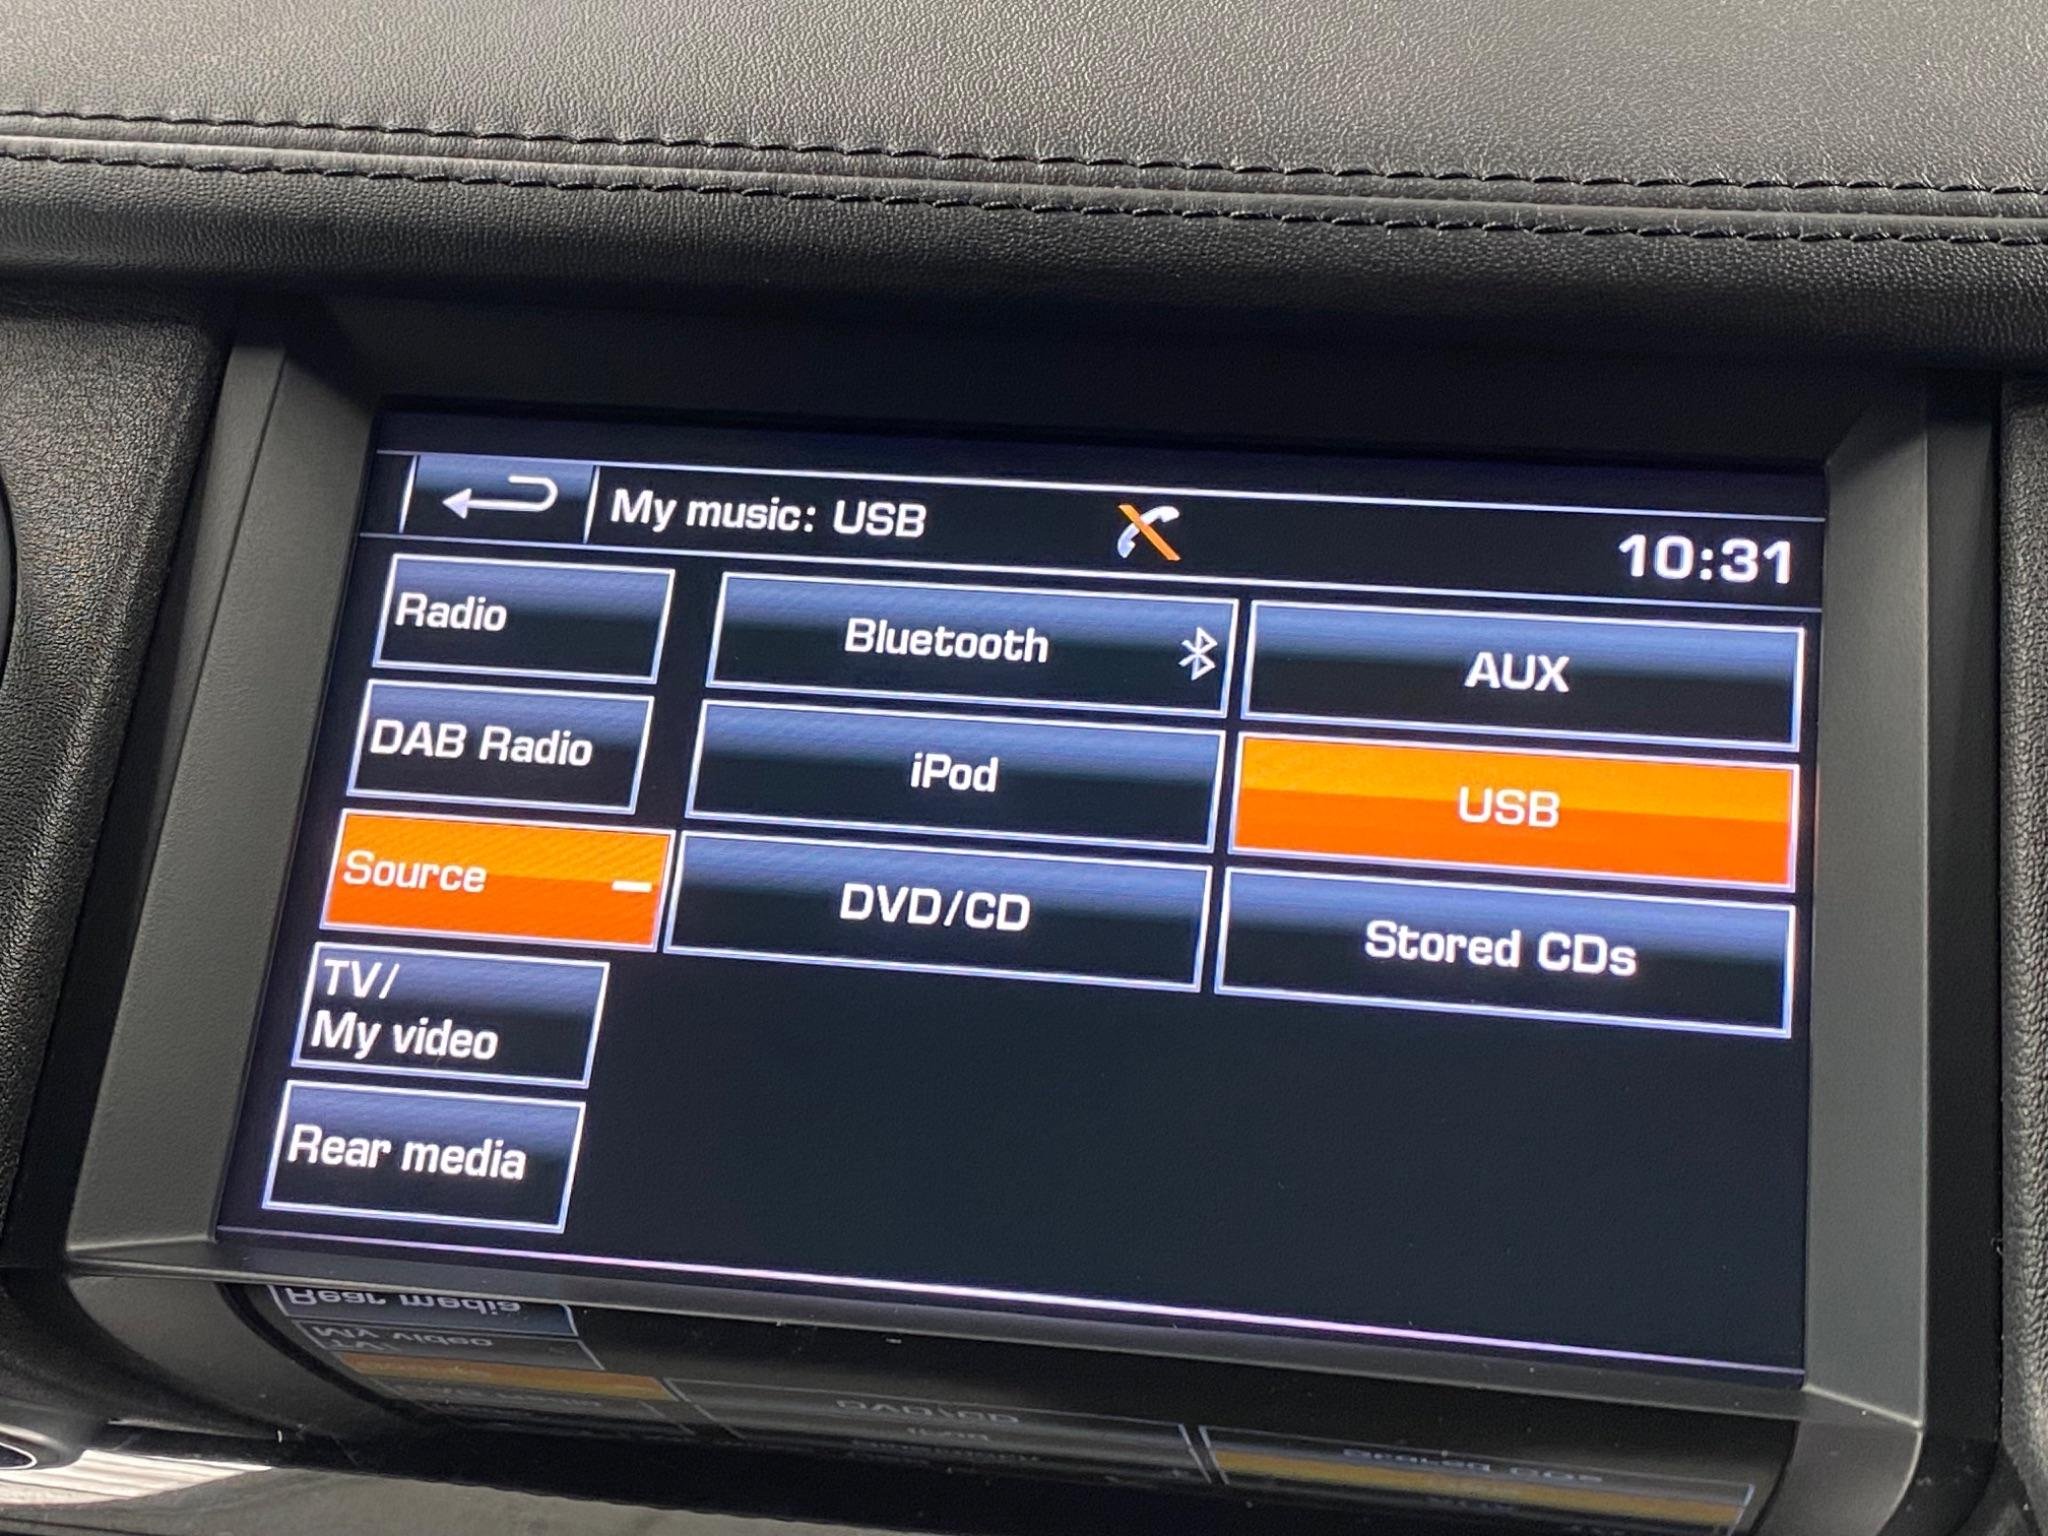 My music: USB
10:31
Radio
Bluetooth
AUX
DAB Radio
iPod
USB
Source
DVD/CD
Stored CDs
TV/
My video
Rear media